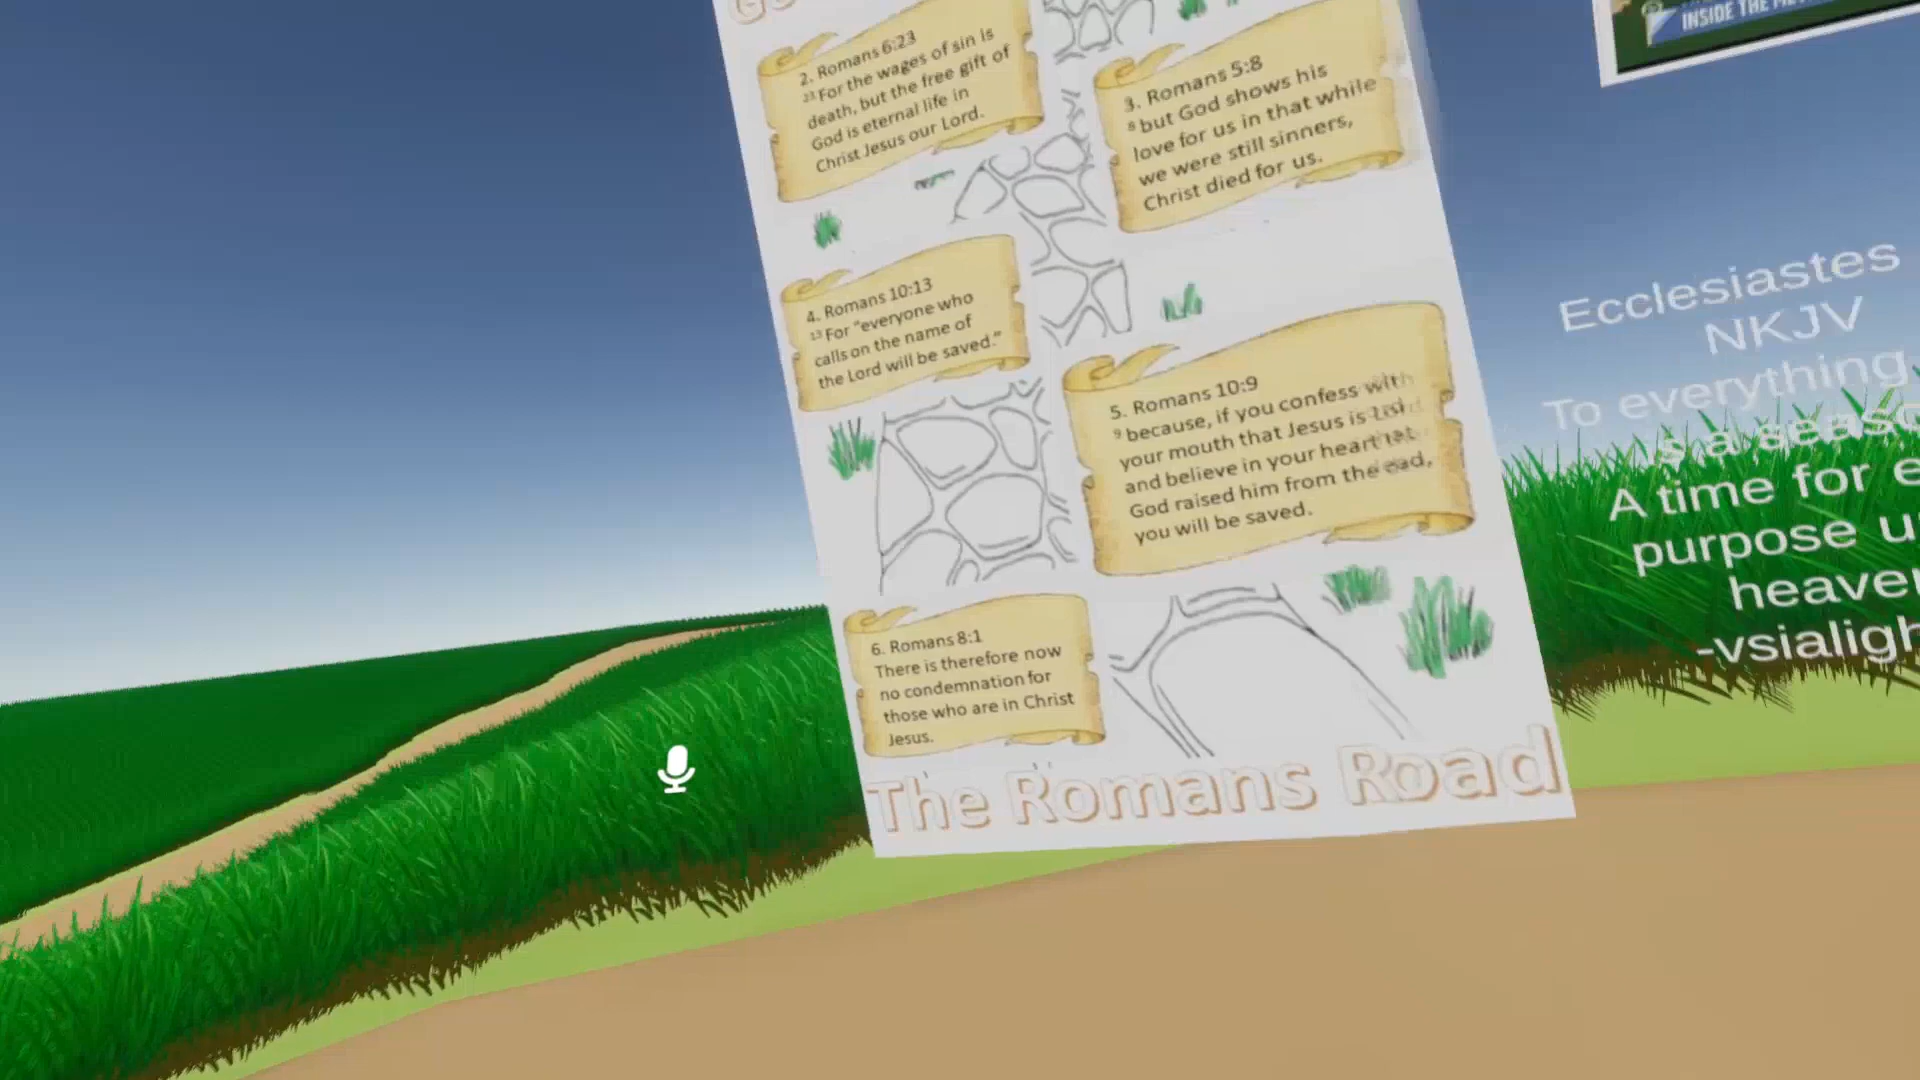 2. Romans 6:23
23 For the wages of sin is
death, but the free gift of
God is eternal life in
Christ Jesus our Lord.
3. Romans 5:8
8 but God shows his
love for us in that while
we were still sinners,
Christ died for us.
4. Romans 10:13
13 For "everyone who
calls on the name of
the Lord will be saved."
5. Romans 10:9
9 because, if you confess with
your mouth that Jesus is Lord
and believe in your heart that
God raised him from the dead,
you will be saved.
6. Romans 8:1
There is therefore now
no condemnation for
those who are in Christ
Jesus.
The Romans Road
INSIDE THE
Ecclesiastes
NKJV
To everything
is a
A time for
purpose
-vsialigh